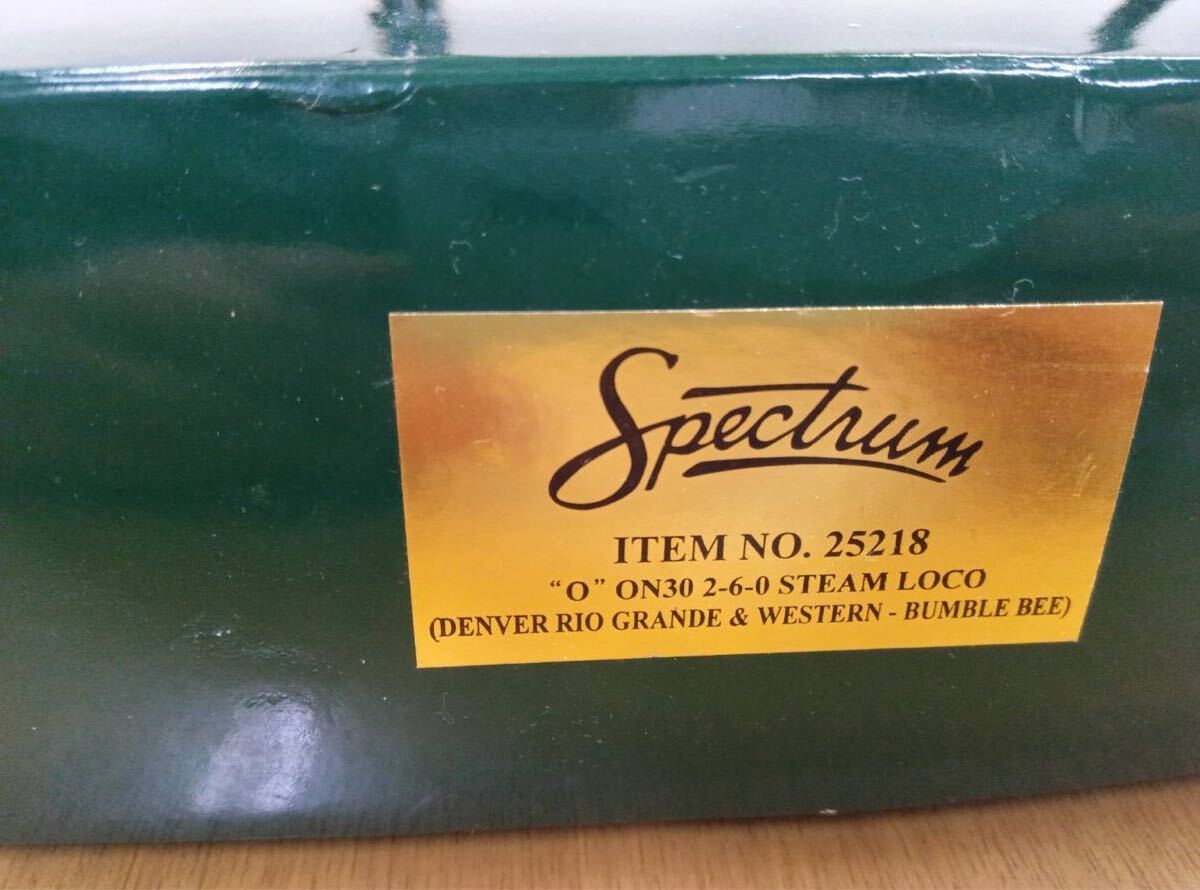 Spectrum
ITEM NO. 25218
“O” ON30 2-6-0 STEAM LOCO
(DENVER RIO GRANDE & WESTERN - BUMBLE BEE)